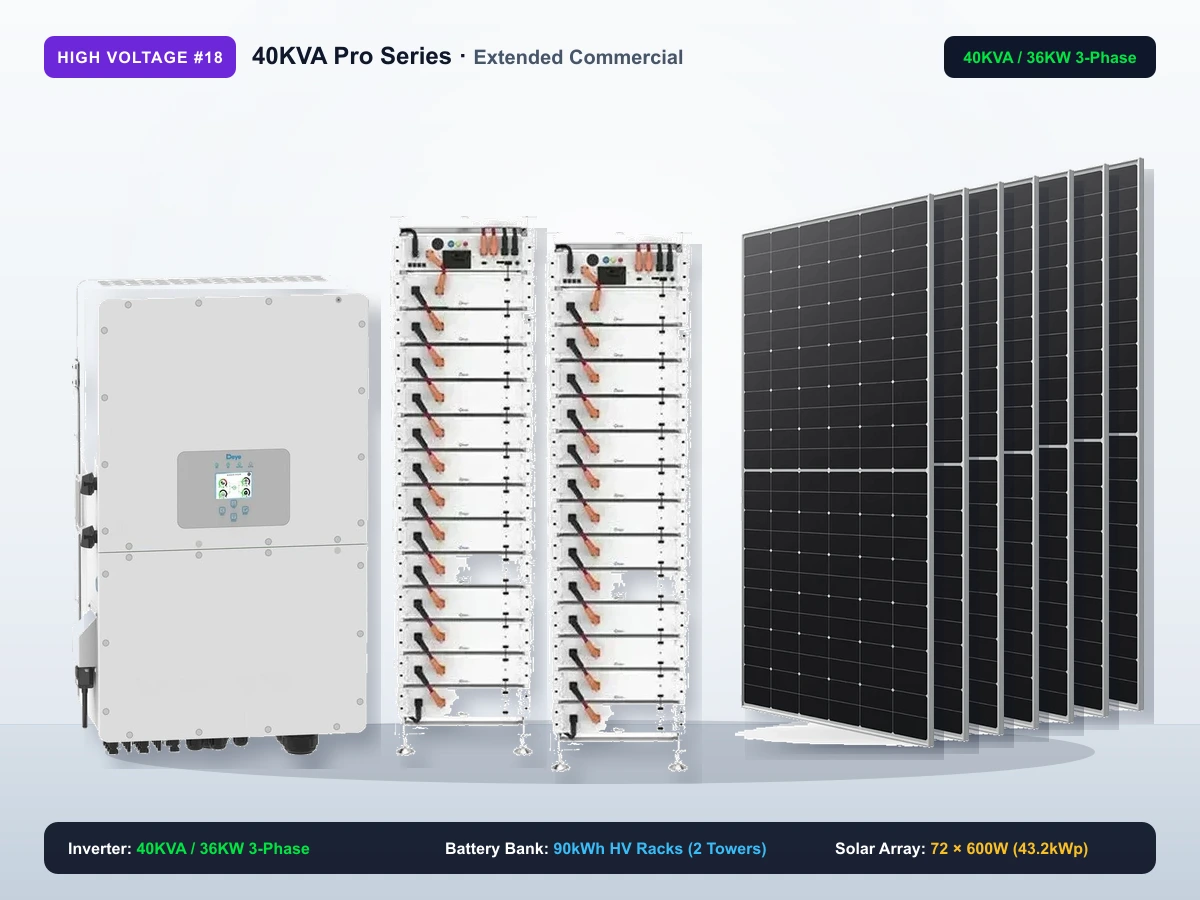 HIGH VOLTAGE #18
40KVA Pro Series · Extended Commercial
40KVA / 36KW 3-Phase
Deye
Inverter: 40KVA / 36KW 3-Phase
Battery Bank: 90kWh HV Racks (2 Towers)
Solar Array: 72 × 600W (43.2kWp)